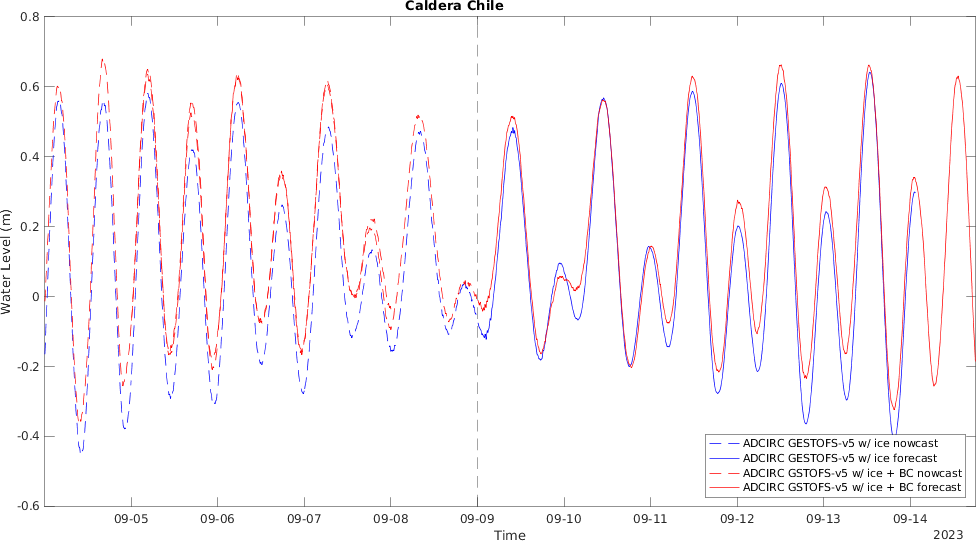 Caldera Chile
0.8
0.6
0.4
0.2
0
-0.2
-0.4
-0.6
Water Level (m)
ADCIRC GESTOFS-v5 w/ ice nowcast
ADCIRC GESTOFS-v5 w/ ice forecast
ADCIRC GSTOFS-v5 w/ ice + BC nowcast
ADCIRC GSTOFS-v5 w/ ice + BC forecast
09-05 09-06 09-07 09-08 09-09 09-10 09-11 09-12 09-13 09-14
Time
2023